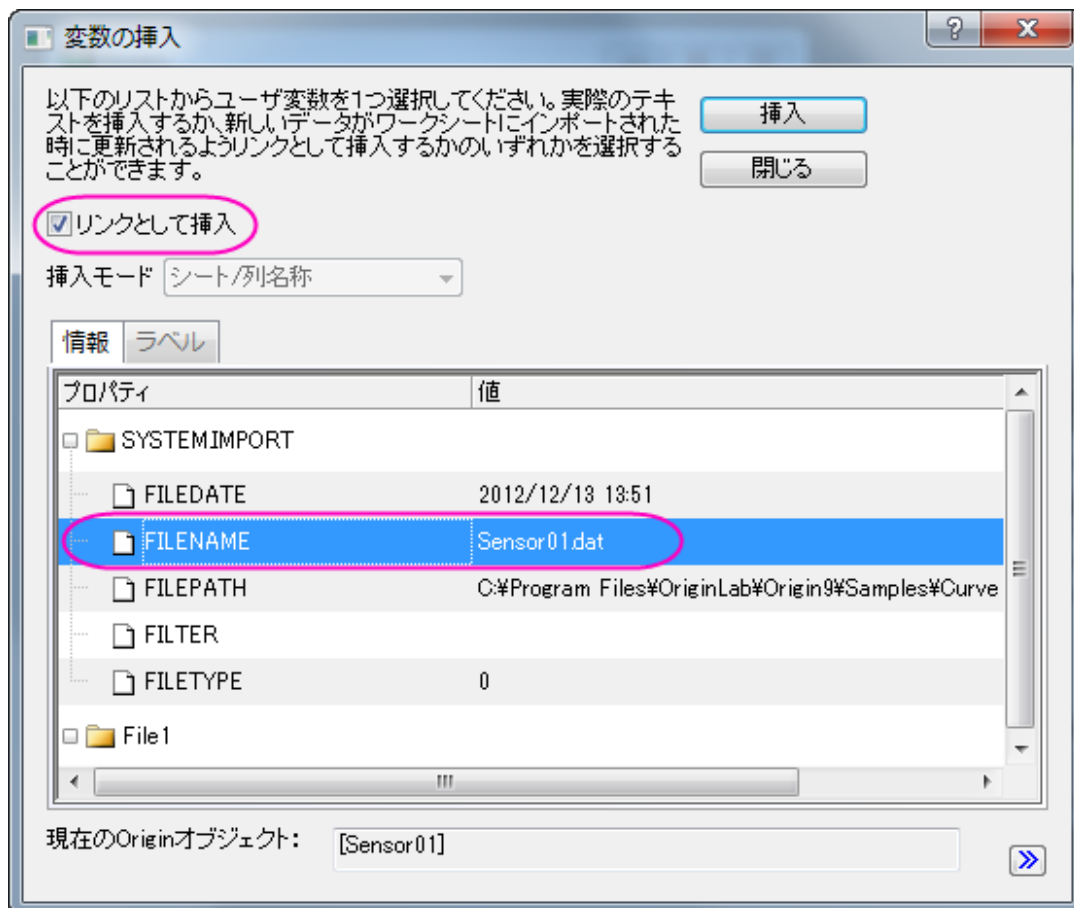 変数の挿入
以下のリストからユーザ変数を1つ選択してください。実際のテキ
ストを挿入するか、新しいデータがワークシートにインポートされた
時に更新されるようリンクとして挿入するかのいずれかを選択する
ことができます。
挿入
閉じる
リンクとして挿入
挿入モード シート/列名称
情報 ラベル
プロパティ 値
SYSTEMIMPORT
FILEDATE 2012/12/13 13:51
FILENAME Sensor01.dat
FILEPATH C:¥Program Files¥OriginLab¥Origin9¥Samples¥Curve
FILTER
FILETYPE 0
File1
現在のOriginオブジェクト: [Sensor01]